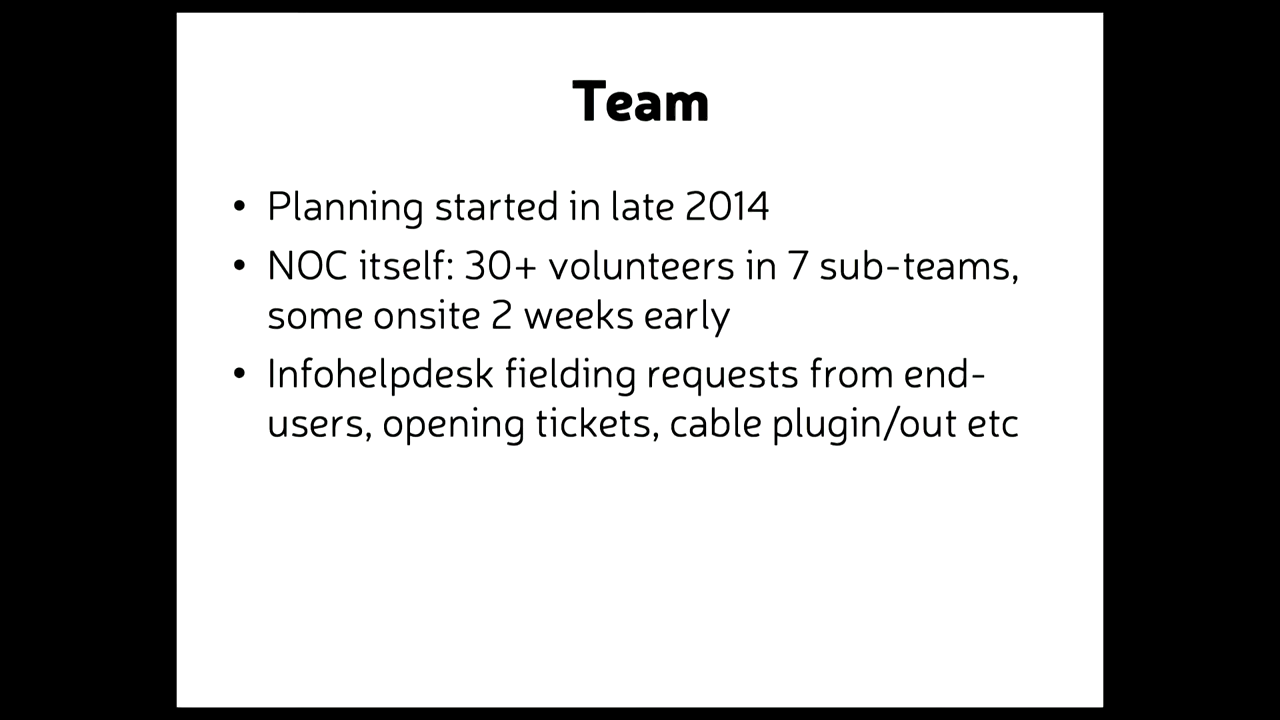 Team
• Planning started in late 2014
• NOC itself: 30+ volunteers in 7 sub-teams,
some onsite 2 weeks early
• Infohelpdesk fielding requests from end-
users, opening tickets, cable plugin/out etc